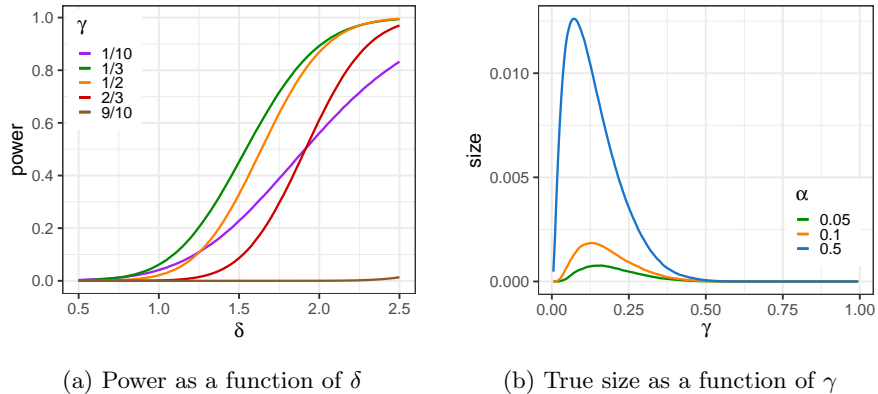 γ
1/10
1/3
1/2
2/3
9/10
1.0
0.8
0.6
0.4
0.2
0.0
power
0.5 1.0 1.5 2.0 2.5
δ
(a) Power as a function of δ
0.010
0.005
0.000
size
α
0.05
0.1
0.5
0.00 0.25 0.50 0.75 1.00
γ
(b) True size as a function of γ